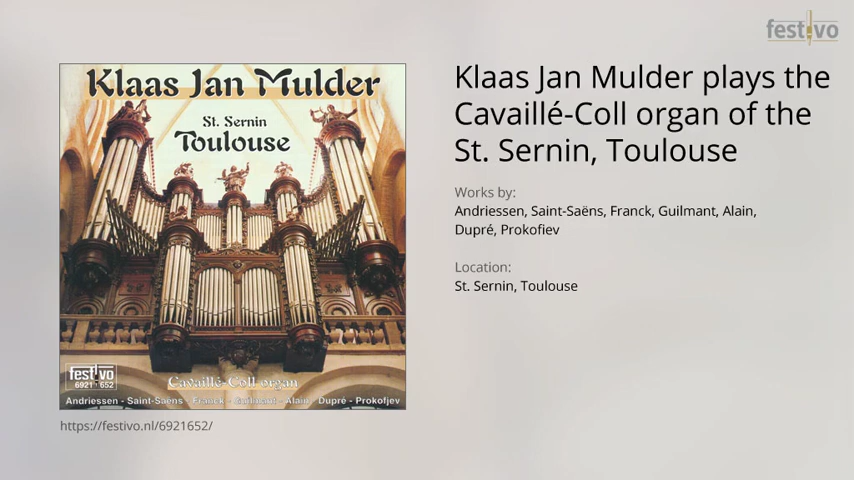 festivo
Klaas Jan Mulder
St. Sernin
Toulouse
festivo
6921 652
Cavaillé-Coll organ
Andriessen - Saint-Saëns - Franck - Guilmant - Alain - Dupré - Prokofjev
https://festivo.nl/6921652/
Klaas Jan Mulder plays the
Cavaillé-Coll organ of the
St. Sernin, Toulouse
Works by:
Andriessen, Saint-Saëns, Franck, Guilmant, Alain,
Dupré, Prokofiev
Location:
St. Sernin, Toulouse